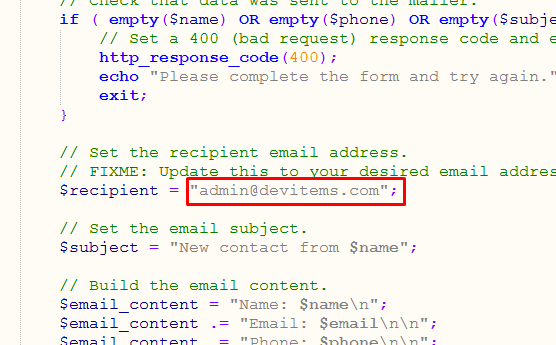 // Check that data was sent to the mailer.
if ( empty($name) OR empty($phone) OR empty($subje
// Set a 400 (bad request) response code and e
http_response_code(400);
echo "Please complete the form and try again."
exit;
}
// Set the recipient email address.
// FIXME: Update this to your desired email addres
$recipient = "admin@devitems.com";
// Set the email subject.
$subject = "New contact from $name";
// Build the email content.
$email_content = "Name: $name\n";
$email_content .= "Email: $email\n\n";
$email_content .= "Phone: $phone\n\n";